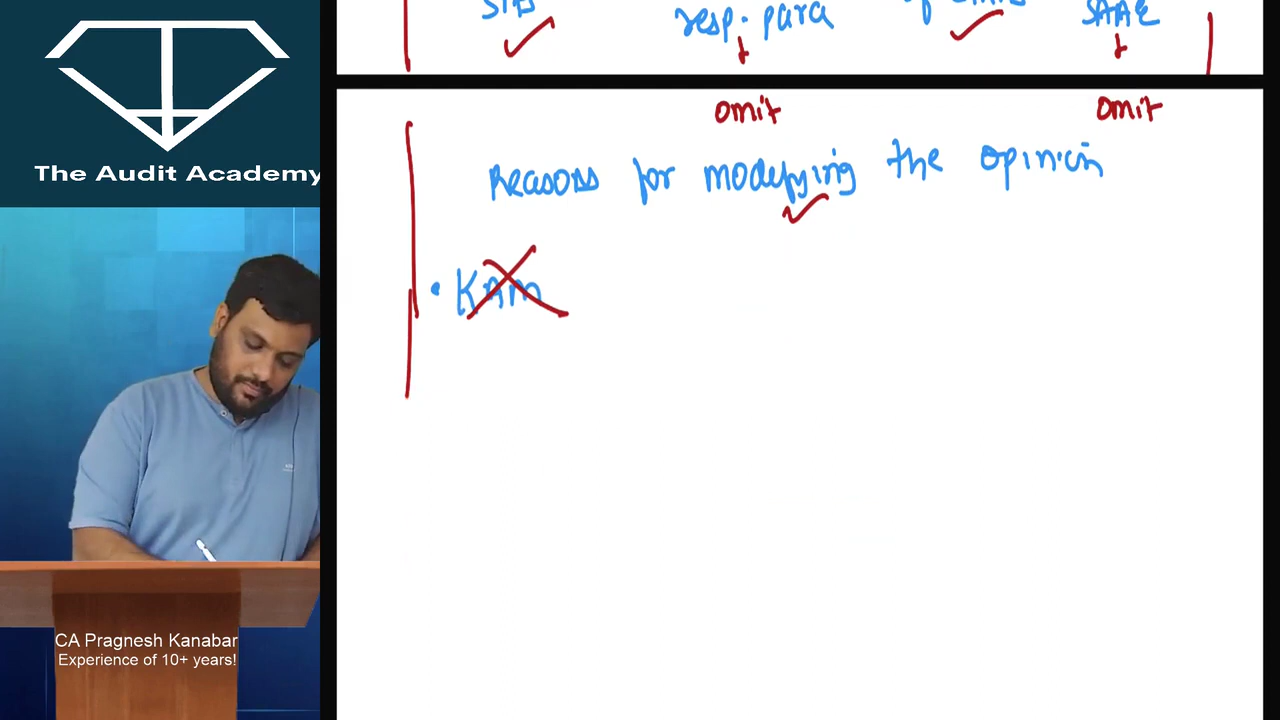 resp. para
SAAE
omit
omit
The Audit Academy
Reasons for modifying the opinion
• KAM
CA Pragnesh Kanabar
Experience of 10+ years!